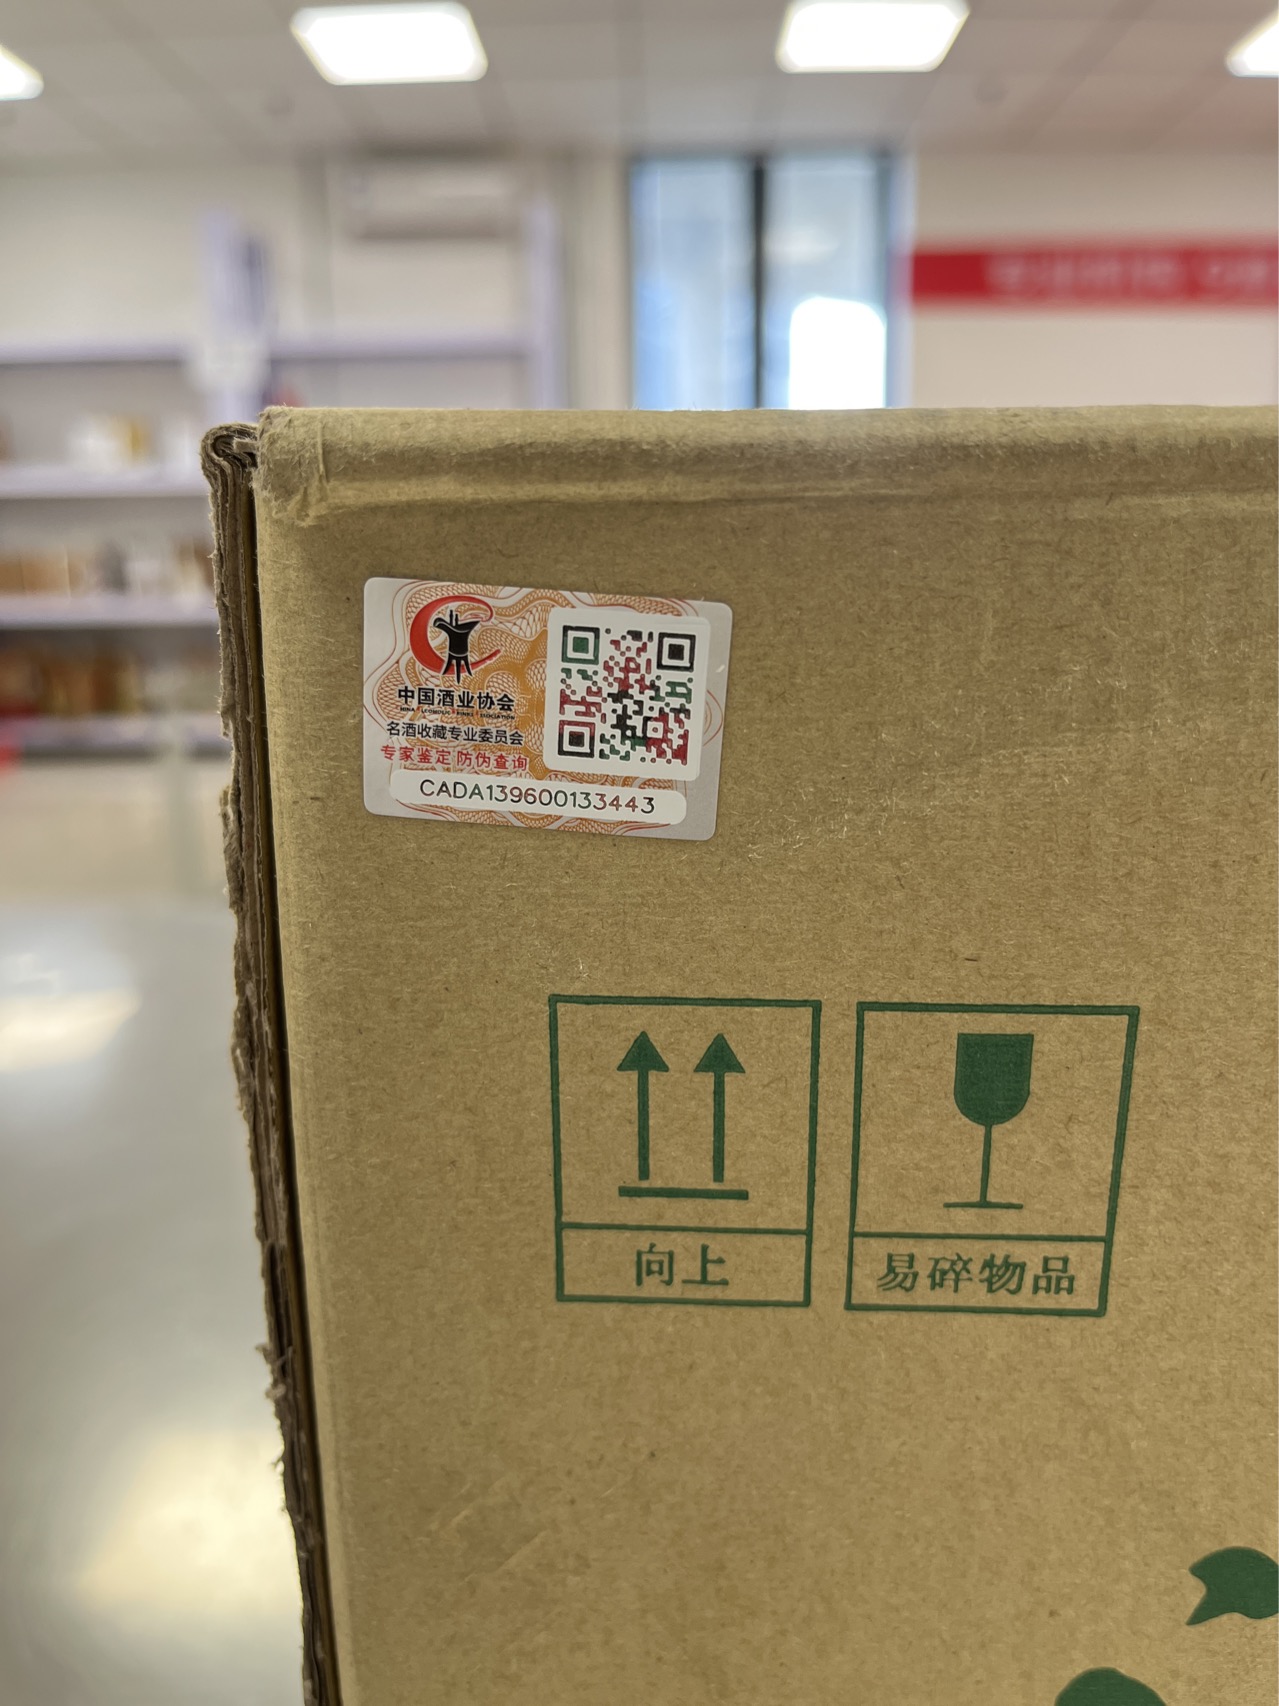 中国酒业协会
名酒收藏专业委员会
专家鉴定 防伪查询
CADA139600133443
向上
易碎物品